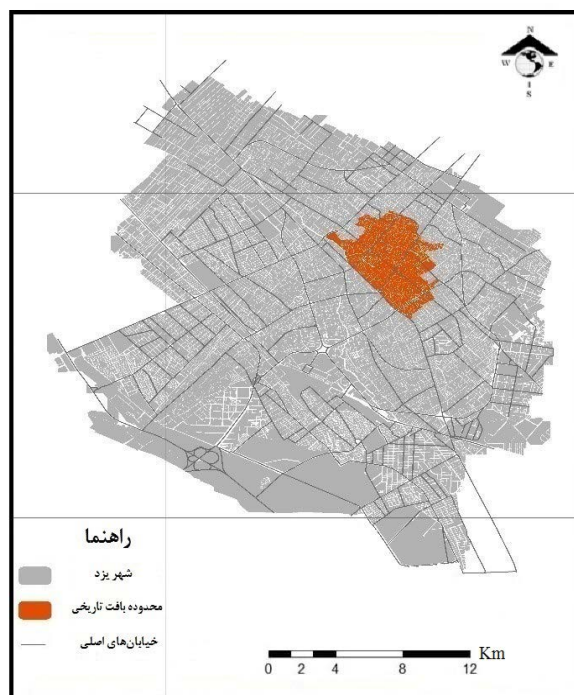 N
W E
S
راهنما
شهر یزد
محدوده بافت تاریخی
خیابان‌های اصلی
Km
0 2 4 8 12